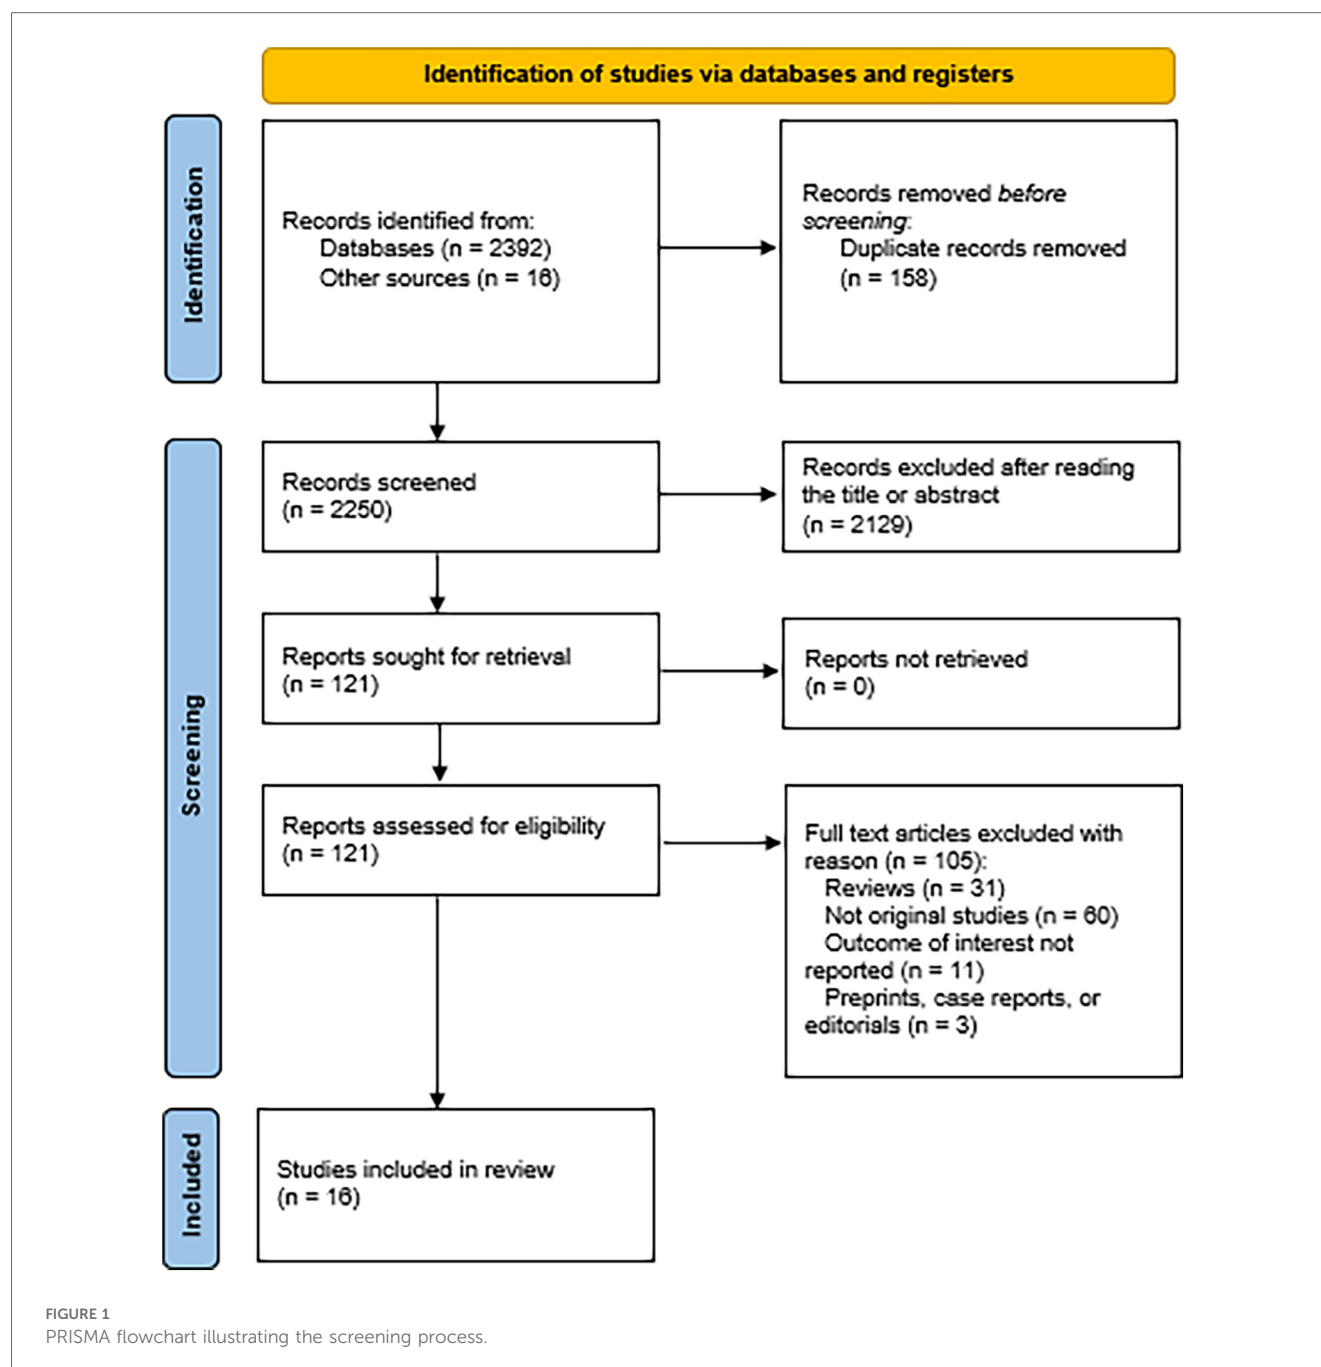 Identification of studies via databases and registers
Identification
Records identified from:
Databases (n = 2392)
Other sources (n = 16)
Records removed before
screening:
Duplicate records removed
(n = 158)
Screening
Records screened
(n = 2250)
Records excluded after reading
the title or abstract
(n = 2129)
Reports sought for retrieval
(n = 121)
Reports not retrieved
(n = 0)
Reports assessed for eligibility
(n = 121)
Full text articles excluded with
reason (n = 105):
Reviews (n = 31)
Not original studies (n = 60)
Outcome of interest not
reported (n = 11)
Preprints, case reports, or
editorials (n = 3)
Included
Studies included in review
(n = 16)
FIGURE 1
PRISMA flowchart illustrating the screening process.